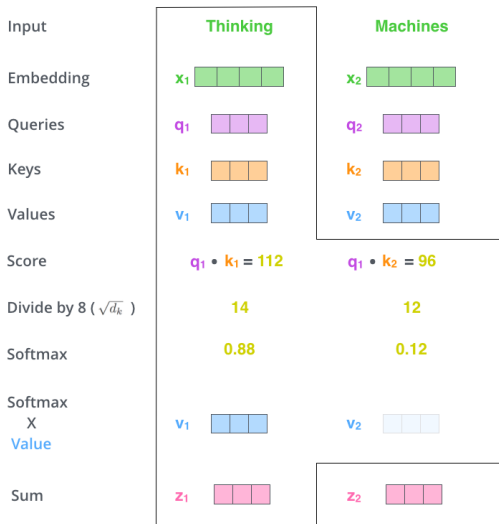 Input Thinking Machines
Embedding x₁ x₂
Queries q₁ q₂
Keys k₁ k₂
Values v₁ v₂
Score q₁ • k₁ = 112 q₁ • k₂ = 96
Divide by 8 ( √dₖ ) 14 12
Softmax 0.88 0.12
Softmax
X v₁ v₂
Value
Sum z₁ z₂